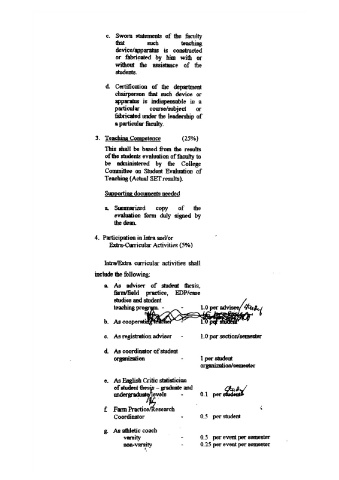 c. Sworn statements of the faculty
that such teaching
device/apparatus is constructed
or fabricated by him with or
without the assistance of the
students.
d. Certification of the department
chairperson that such device or
apparatus is indispensable in a
particular course/subject or
fabricated under the leadership of
a particular faculty.
3. Teaching Competence (25%)
This shall be based from the results
of the students evaluation of faculty to
be administered by the College
Committee on Student Evaluation of
Teaching (Actual SET results).
Supporting documents needed
a. Summarized copy of the
evaluation form duly signed by
the dean.
4. Participation in Intra and/or
Extra-Curricular Activities (5%)
Intra/Extra curricular activities shall
include the following:
a. As adviser of student thesis,
farm/field practice, EDP/case
studies and student
teaching program. - - 1.0 per advisee/
b. As cooperating teacher 1.0 per student
c. As registration adviser - 1.0 per section/semester
d. As coordinator of student
organization - 1 per student
organization/semester
e. As English Critic statistician
of student thesis – graduate and
undergraduate levels - 0.1 per student
f. Farm Practice/Research
Coordinator - 0.5 per student
g. As athletic coach
varsity - 0.5 per event per semester
non-varsity - 0.25 per event per semester